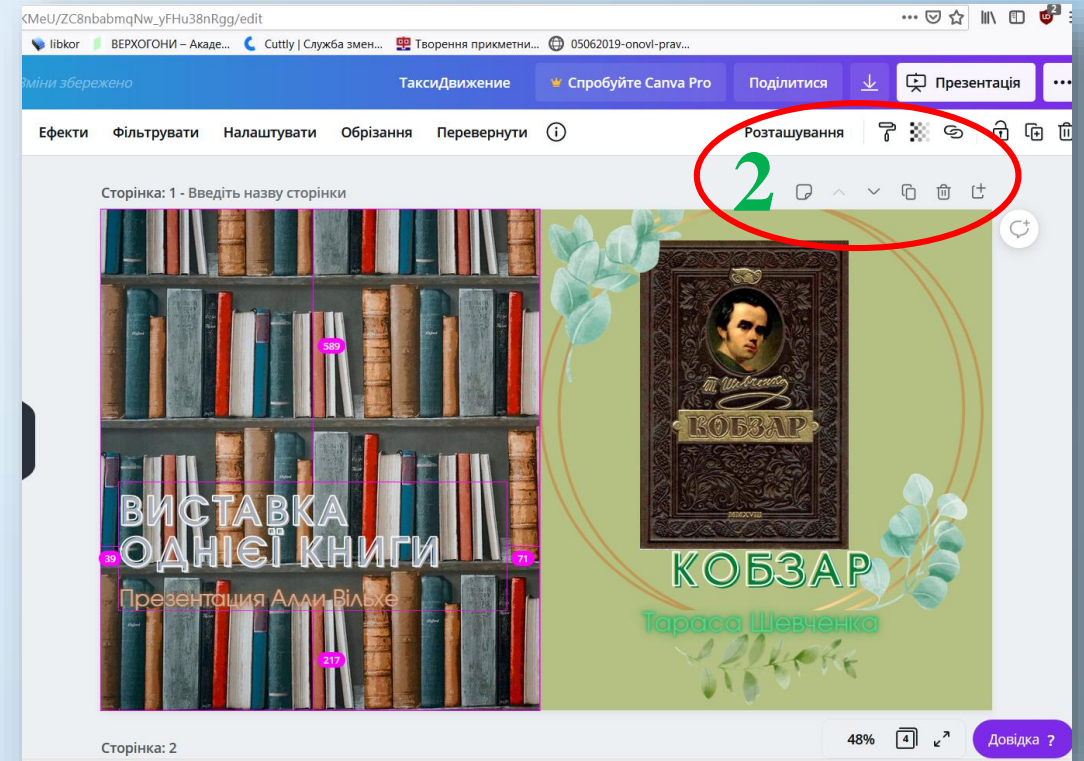 KMeU/ZC8nbabmqNw_yFHu38nRgg/edit
2
libkor ВЕРХОГОНИ – Акаде... Cuttly | Служба змен... Творення прикметни... 05062019-onovl-prav...
Зміни збережено ТаксиДвижение Спробуйте Canva Pro Поділитися Презентація
Ефекти Фільтрувати Налаштувати Обрізання Перевернути Розташування
2
Сторінка: 1 - Введіть назву сторінки
589
Т. Шевченко
КОБЗАР
MMXVIII
ВИСТАВКА
ОДНІЄЇ КНИГИ
39
71
Презентация Алли Вільхе
217
КОБЗАР
Тараса Шевченка
Сторінка: 2
48% 4 Довідка ?